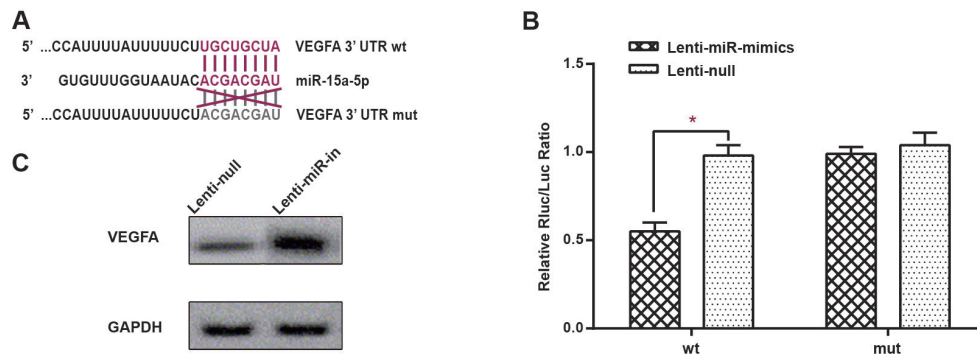 A
5' ...CCAUUUUAUUUUUCUUGCUGCUA VEGFA 3' UTR wt
3' GUGUUUGGUAAUACACGACGAU miR-15a-5p
5' ...CCAUUUUAUUUUUCUACGACGAU VEGFA 3' UTR mut
B
Lenti-miR-mimics
Lenti-null
*
Relative Rluc/Luc Ratio
1.5
1.0
0.5
0.0
wt mut
C
Lenti-null Lenti-miR-in
VEGFA
GAPDH